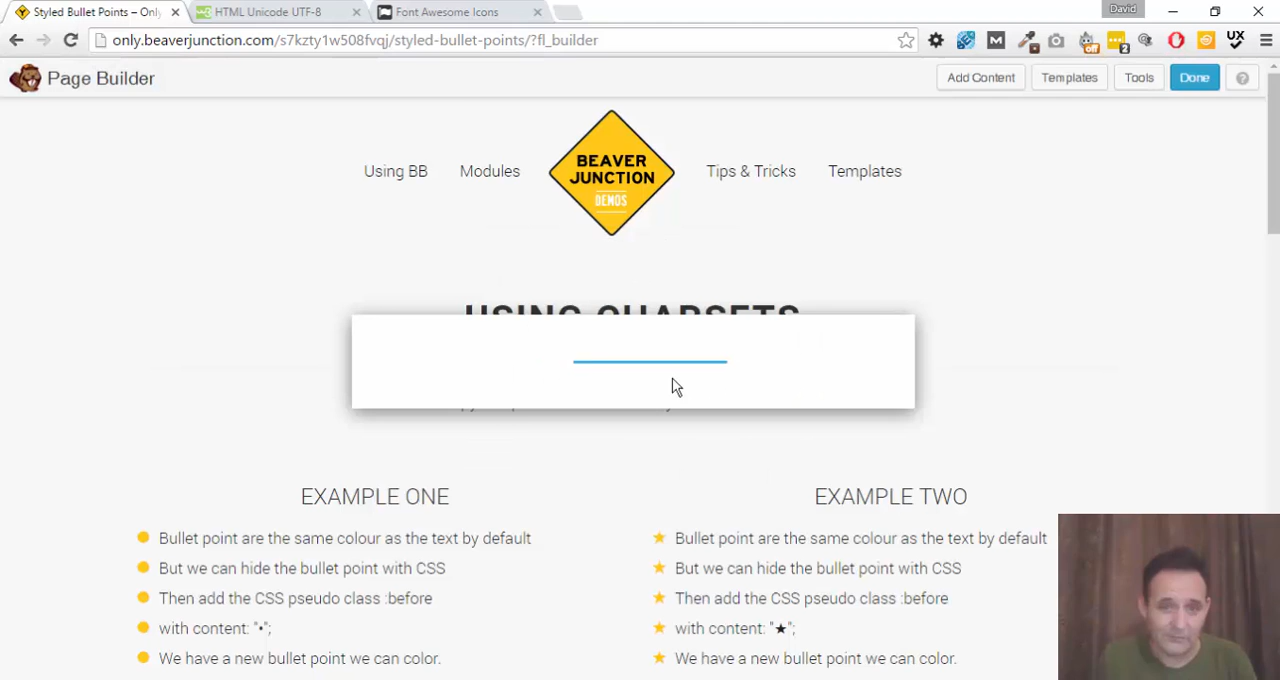 Styled Bullet Points – Only
HTML Unicode UTF-8
Font Awesome Icons
David
only.beaverjunction.com/s7kzty1w508fvqj/styled-bullet-points/?fl_builder
off
2
UX
Page Builder
Add Content
Templates
Tools
Done
?
Using BB
Modules
BEAVER
JUNCTION
DEMOS
Tips & Tricks
Templates
USING CHARSETS
EXAMPLE ONE
• Bullet point are the same colour as the text by default
• But we can hide the bullet point with CSS
• Then add the CSS pseudo class :before
• with content: "•";
• We have a new bullet point we can color.
EXAMPLE TWO
★ Bullet point are the same colour as the text by default
★ But we can hide the bullet point with CSS
★ Then add the CSS pseudo class :before
★ with content: "★";
★ We have a new bullet point we can color.